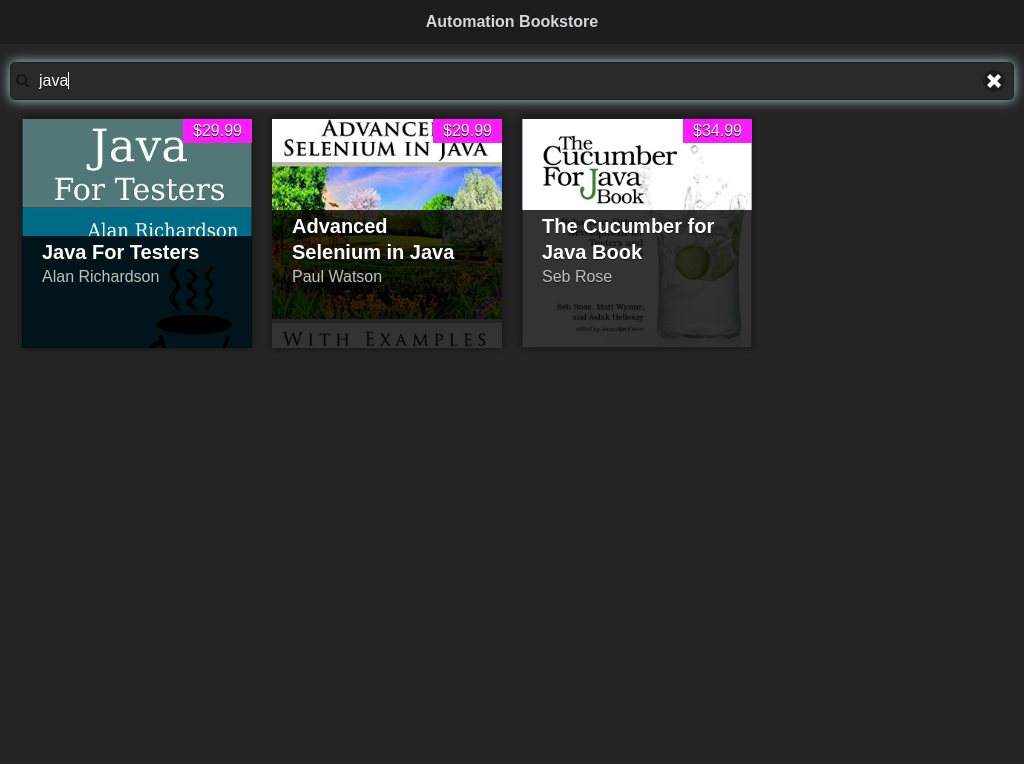 Automation Bookstore
java
$29.99
Java
For Testers
Alan Richardson
Java For Testers
Alan Richardson
$29.99
SELENIUM IN JAVA
Advanced
Selenium in Java
Paul Watson
WITH EXAMPLES
$34.99
The
Cucumber
For Java
Book
The Cucumber for
Java Book
Seb Rose
Seb Rose, Matt Wynne,
and Aslak Hellesøy